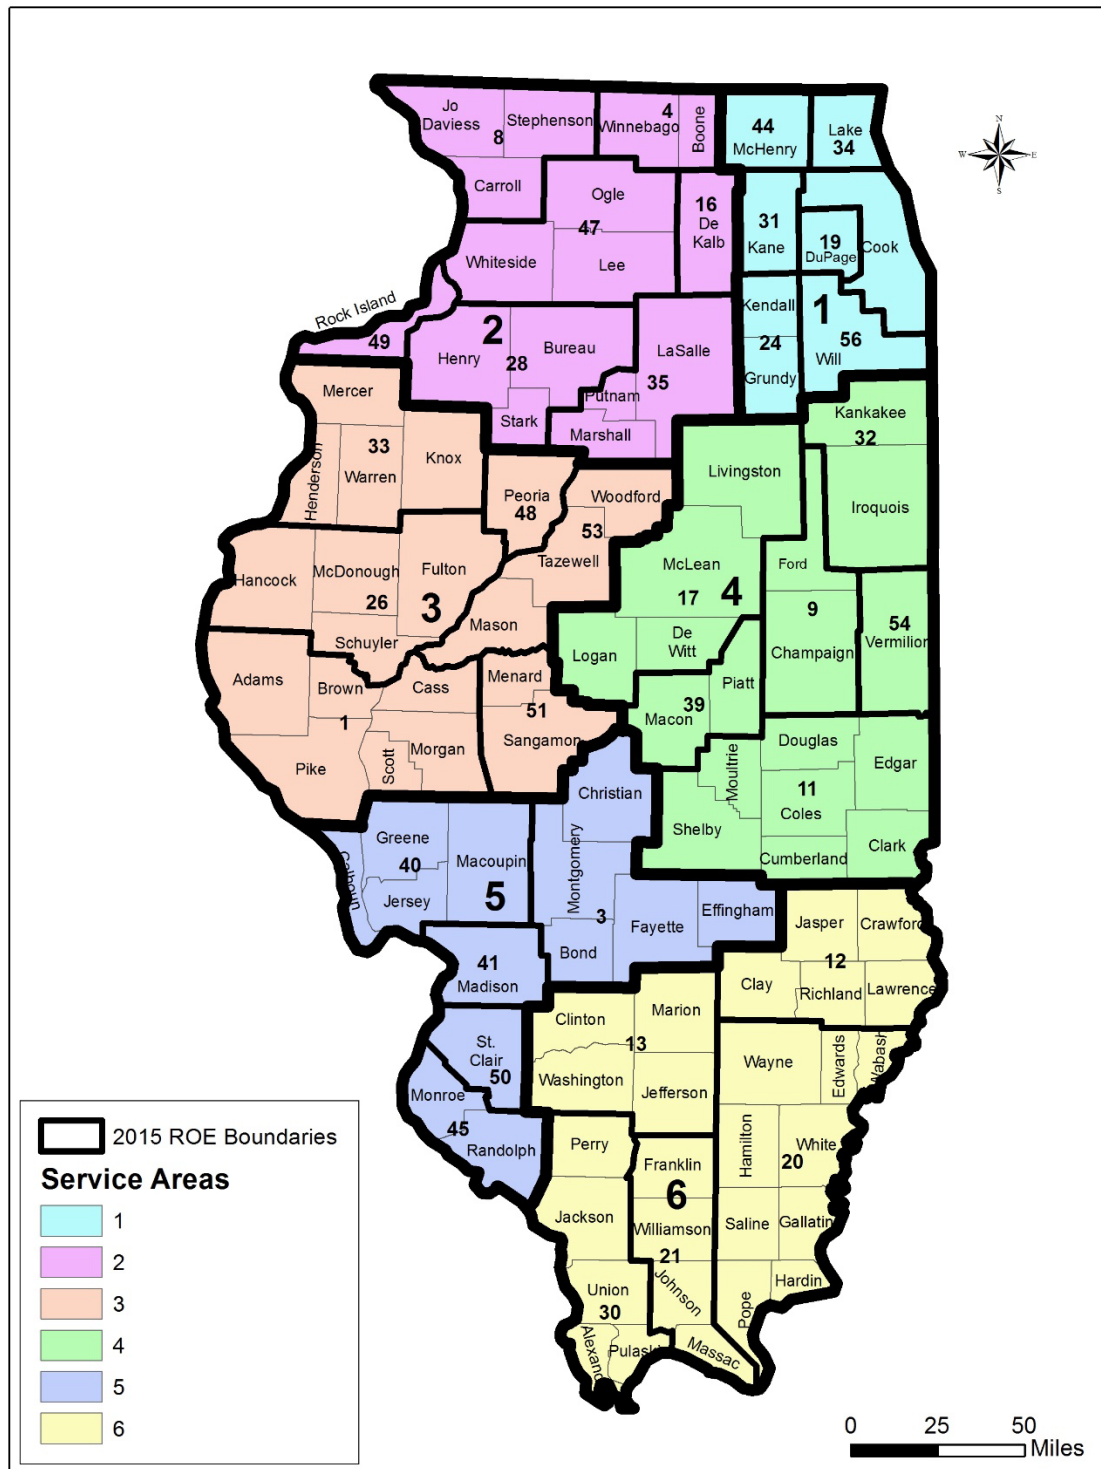 Jo
Daviess
8
Stephenson
4
Winnebago
Boone
44
McHenry
Lake
34
N
W
E
S
Carroll
Ogle
47
16
De
Kalb
31
Kane
19
DuPage
Cook
Whiteside
Lee
Rock Island
49
2
Henry
28
Bureau
LaSalle
35
Kendall
24
Grundy
1
56
Will
Putnam
Stark
Marshall
Mercer
33
Henderson
Warren
Knox
Kankakee
32
Iroquois
Livingston
Peoria
48
Woodford
53
Tazewell
McLean
17
4
Ford
9
Champaign
54
Vermilion
Hancock
McDonough
26
Fulton
3
Schuyler
Mason
Logan
De
Witt
Piatt
39
Macon
Adams
Brown
Cass
Menard
51
Sangamon
1
Pike
Scott
Morgan
Douglas
Moultrie
Edgar
11
Coles
Shelby
Cumberland
Clark
Christian
Greene
40
Calhoun
Jersey
Macoupin
5
Montgomery
3
Bond
Fayette
Effingham
41
Madison
Jasper
Crawford
12
Clay
Richland
Lawrence
Clinton
Marion
13
Washington
Jefferson
St.
Clair
50
Monroe
45
Randolph
Wayne
Edwards
Wabash
Hamilton
White
20
Perry
Franklin
6
Jackson
Williamson
21
Saline
Gallatin
Union
30
Johnson
Pope
Hardin
Pulaski
Massac
2015 ROE Boundaries
Service Areas
1
2
3
4
5
6
0 25 50
Miles